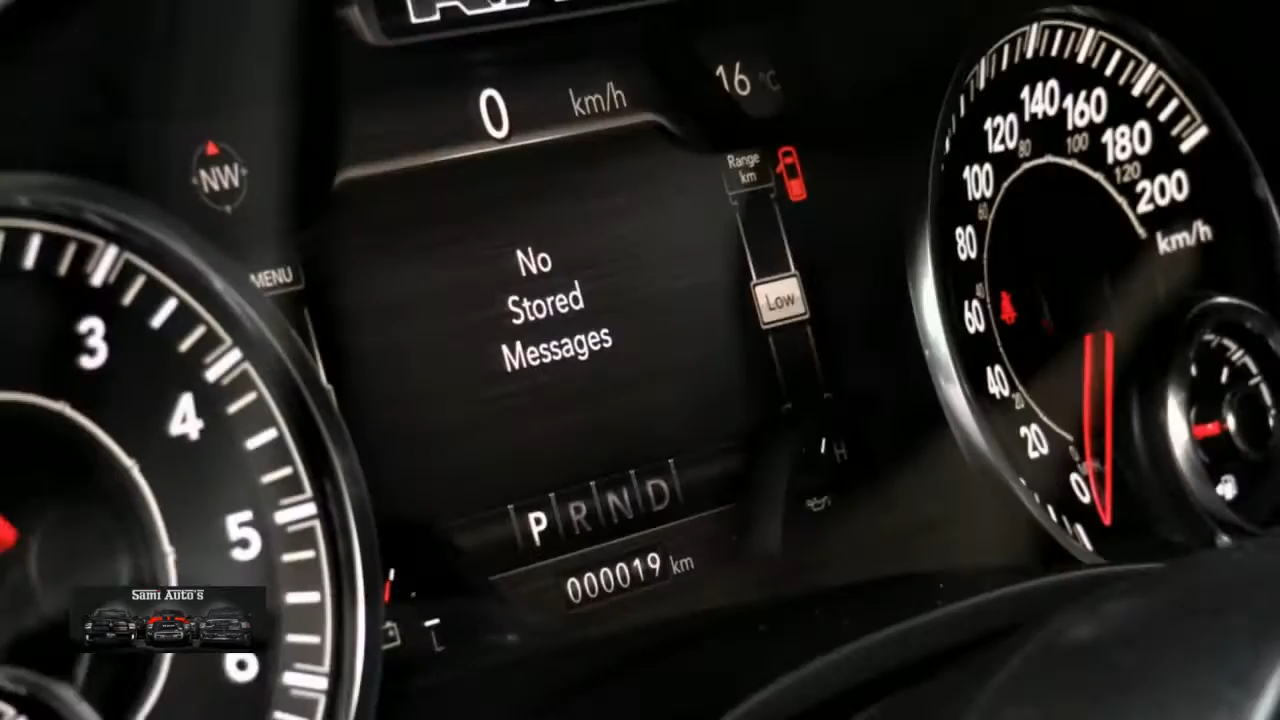 0 km/h 16 °C
NW
Range
km
MENU
No
Stored
Messages
Low
H
P R N D
000019 km
3
4
5
6
0
20
40
60
80
100
120
140
160
180
200
km/h
20
40
60
80
100
120
Sami Auto's